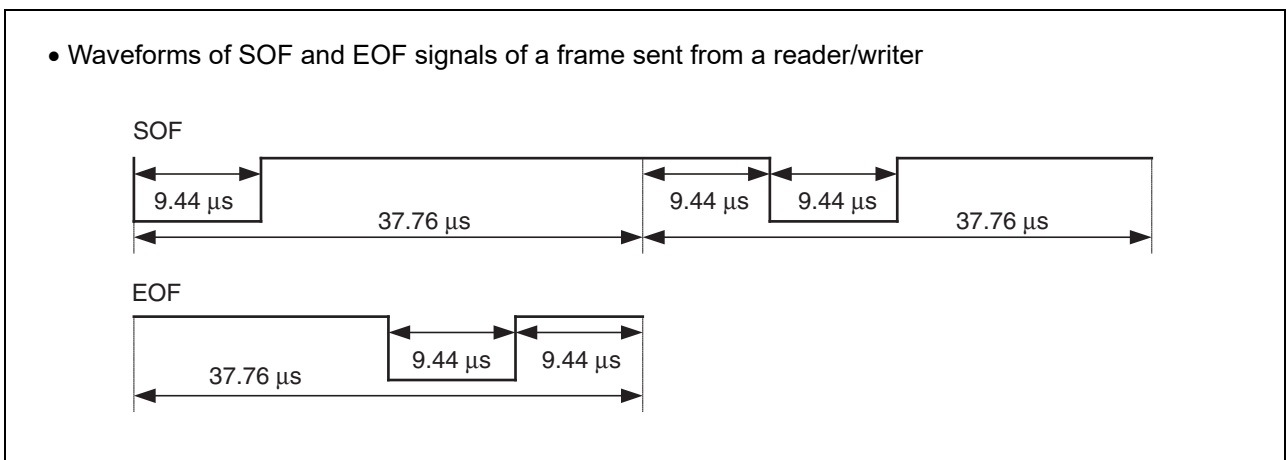 • Waveforms of SOF and EOF signals of a frame sent from a reader/writer
SOF
9.44 μs
9.44 μs
9.44 μs
37.76 μs
37.76 μs
EOF
9.44 μs
9.44 μs
37.76 μs